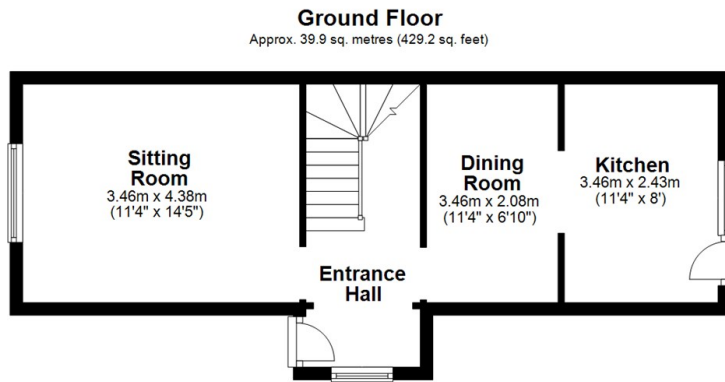 Ground Floor
Approx. 39.9 sq. metres (429.2 sq. feet)
Sitting
Room
3.46m x 4.38m
(11'4" x 14'5")
Entrance
Hall
Dining
Room
3.46m x 2.08m
(11'4" x 6'10")
Kitchen
3.46m x 2.43m
(11'4" x 8')